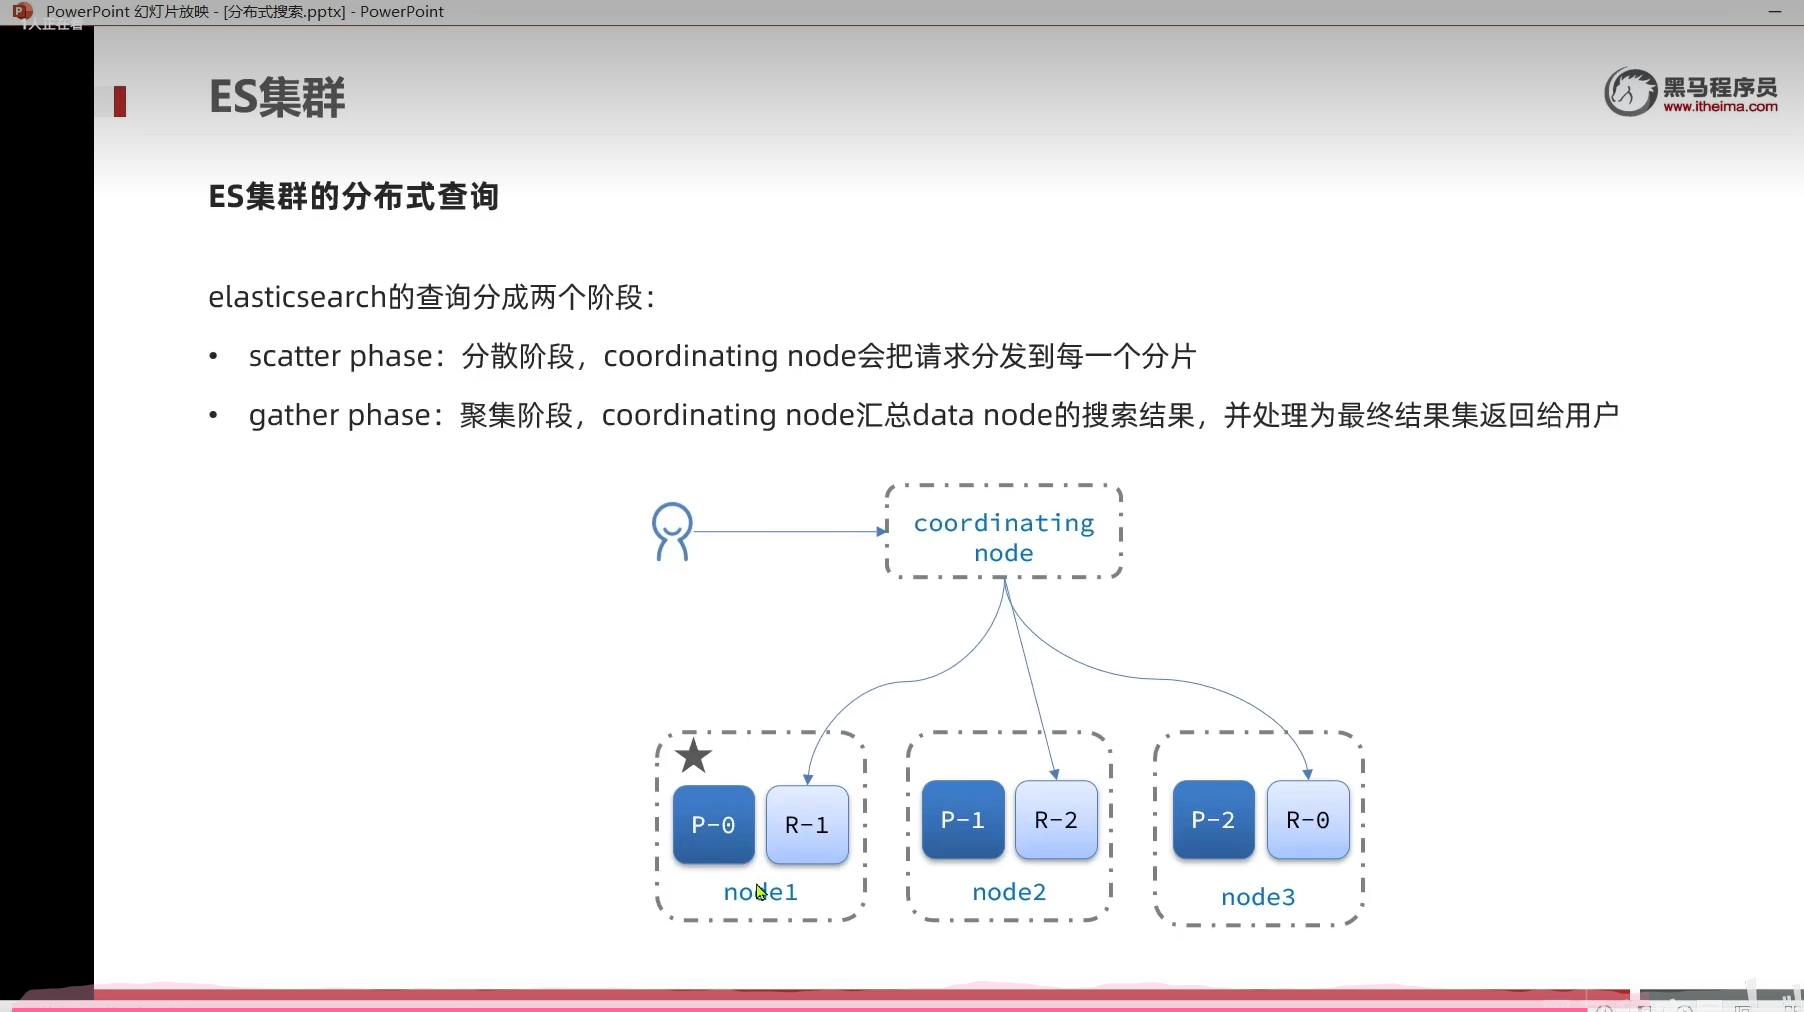 PowerPoint 幻灯片放映 - [分布式搜索.pptx] - PowerPoint
1人正在看
ES集群
黑马程序员
www.itheima.com
ES集群的分布式查询
elasticsearch的查询分成两个阶段：
• scatter phase：分散阶段，coordinating node会把请求分发到每一个分片
• gather phase：聚集阶段，coordinating node汇总data node的搜索结果，并处理为最终结果集返回给用户
coordinating
node
P-0 R-1
P-1 R-2
P-2 R-0
node1
node2
node3